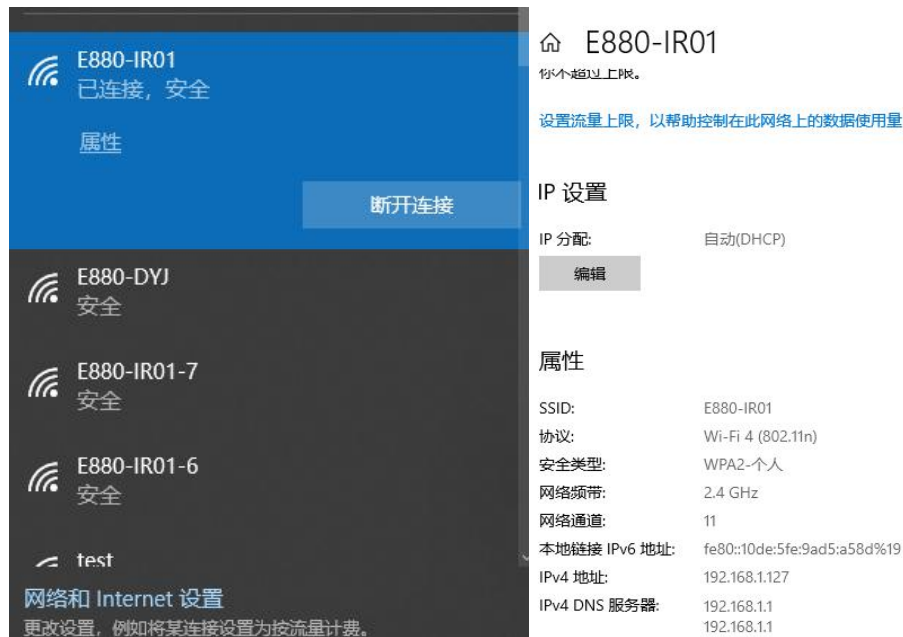 E880-IR01
已连接，安全
属性
断开连接
E880-DYJ
安全
E880-IR01-7
安全
E880-IR01-6
安全
test
网络和 Internet 设置
更改设置，例如将某连接设置为按流量计费。
E880-IR01
你不超过上限。
设置流量上限，以帮助控制在此网络上的数据使用量
IP 设置
IP 分配: 自动(DHCP)
编辑
属性
SSID: E880-IR01
协议: Wi-Fi 4 (802.11n)
安全类型: WPA2-个人
网络频带: 2.4 GHz
网络通道: 11
本地链接 IPv6 地址: fe80::10de:5fe:9ad5:a58d%19
IPv4 地址: 192.168.1.127
IPv4 DNS 服务器: 192.168.1.1
192.168.1.1